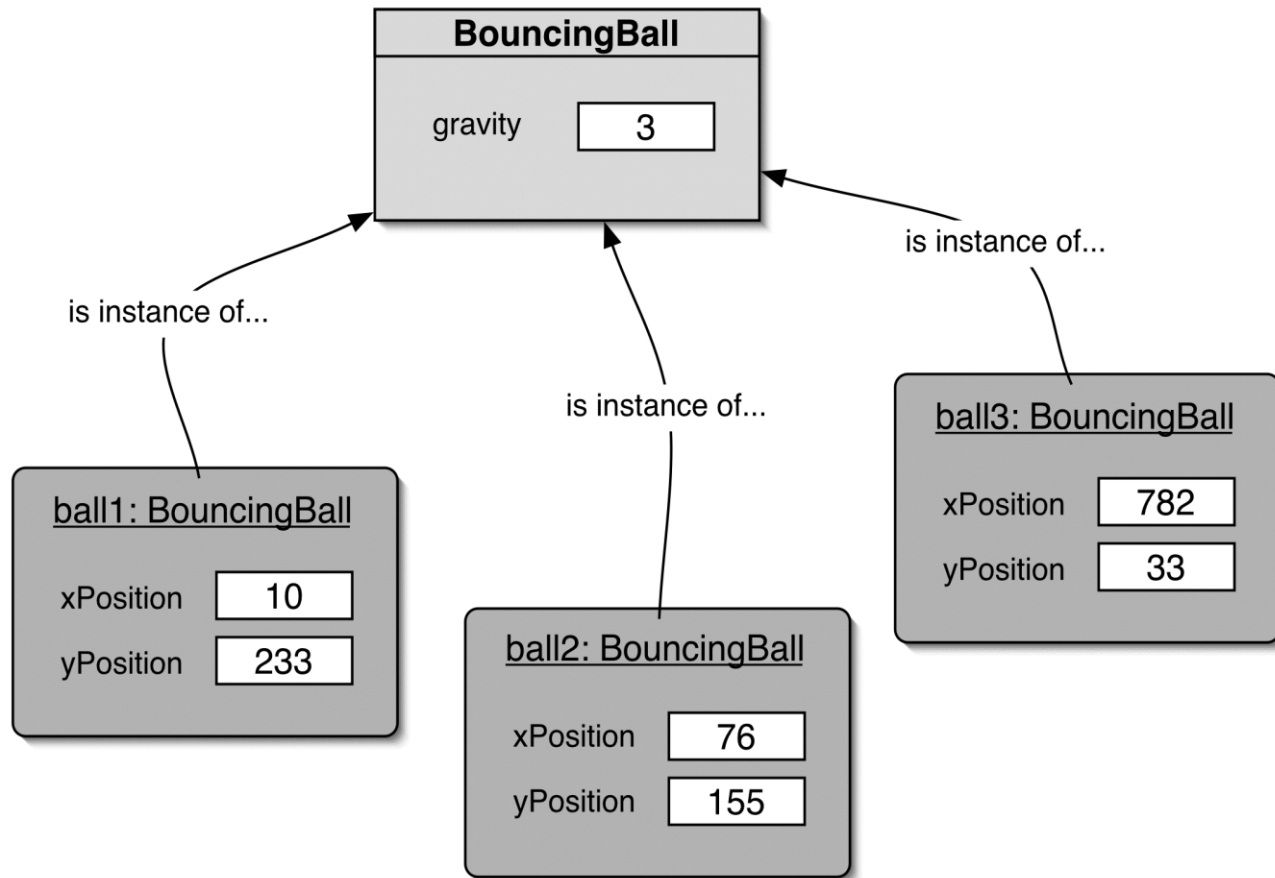 BouncingBall
gravity 3
is instance of...
is instance of...
is instance of...
ball3: BouncingBall
xPosition 782
yPosition 33
ball1: BouncingBall
xPosition 10
yPosition 233
ball2: BouncingBall
xPosition 76
yPosition 155